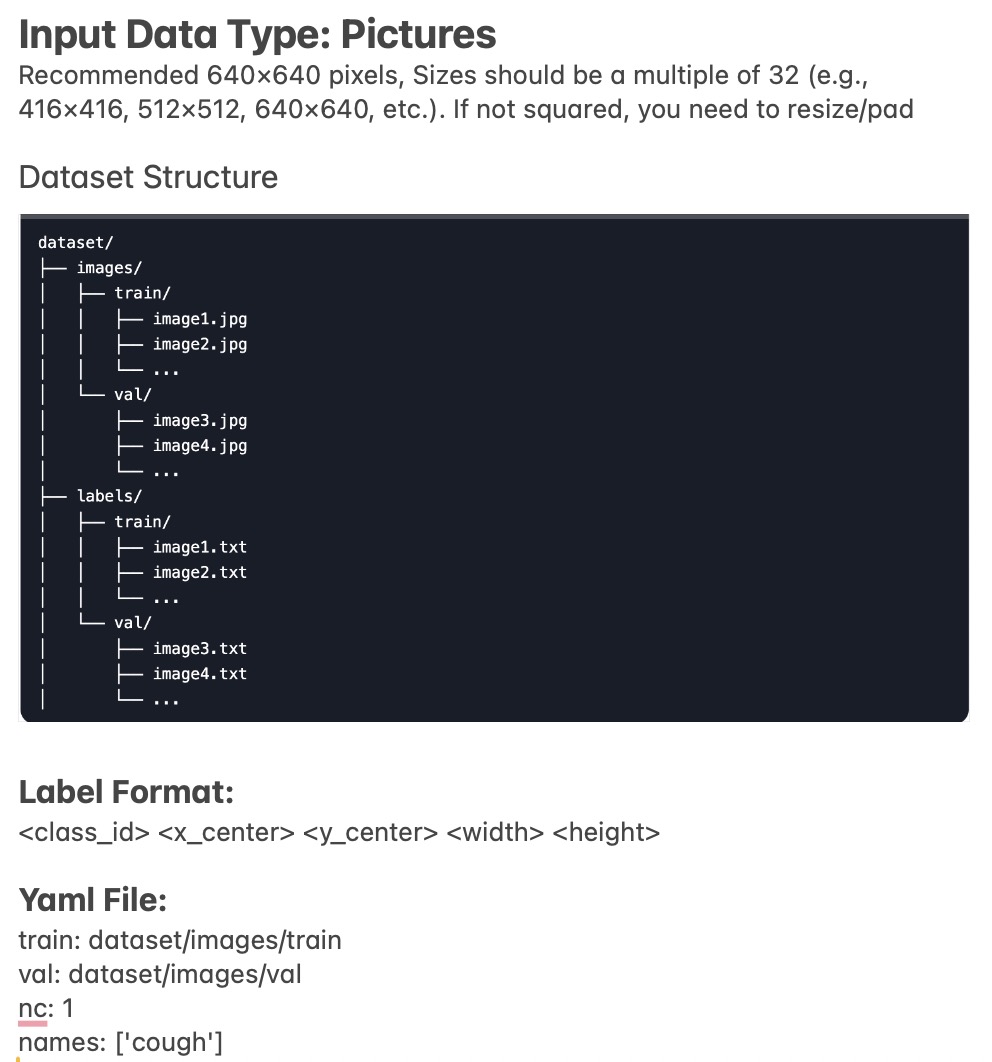 Input Data Type: Pictures
Recommended 640×640 pixels, Sizes should be a multiple of 32 (e.g.,
416×416, 512×512, 640×640, etc.). If not squared, you need to resize/pad
Dataset Structure
dataset/
├── images/
│   ├── train/
│   │   ├── image1.jpg
│   │   ├── image2.jpg
│   │   └── ...
│   └── val/
│       ├── image3.jpg
│       ├── image4.jpg
│       └── ...
├── labels/
│   ├── train/
│   │   ├── image1.txt
│   │   ├── image2.txt
│   │   └── ...
│   └── val/
│       ├── image3.txt
│       ├── image4.txt
│       └── ...
Label Format:
<class_id> <x_center> <y_center> <width> <height>
Yaml File:
train: dataset/images/train
val: dataset/images/val
nc: 1
names: ['cough']